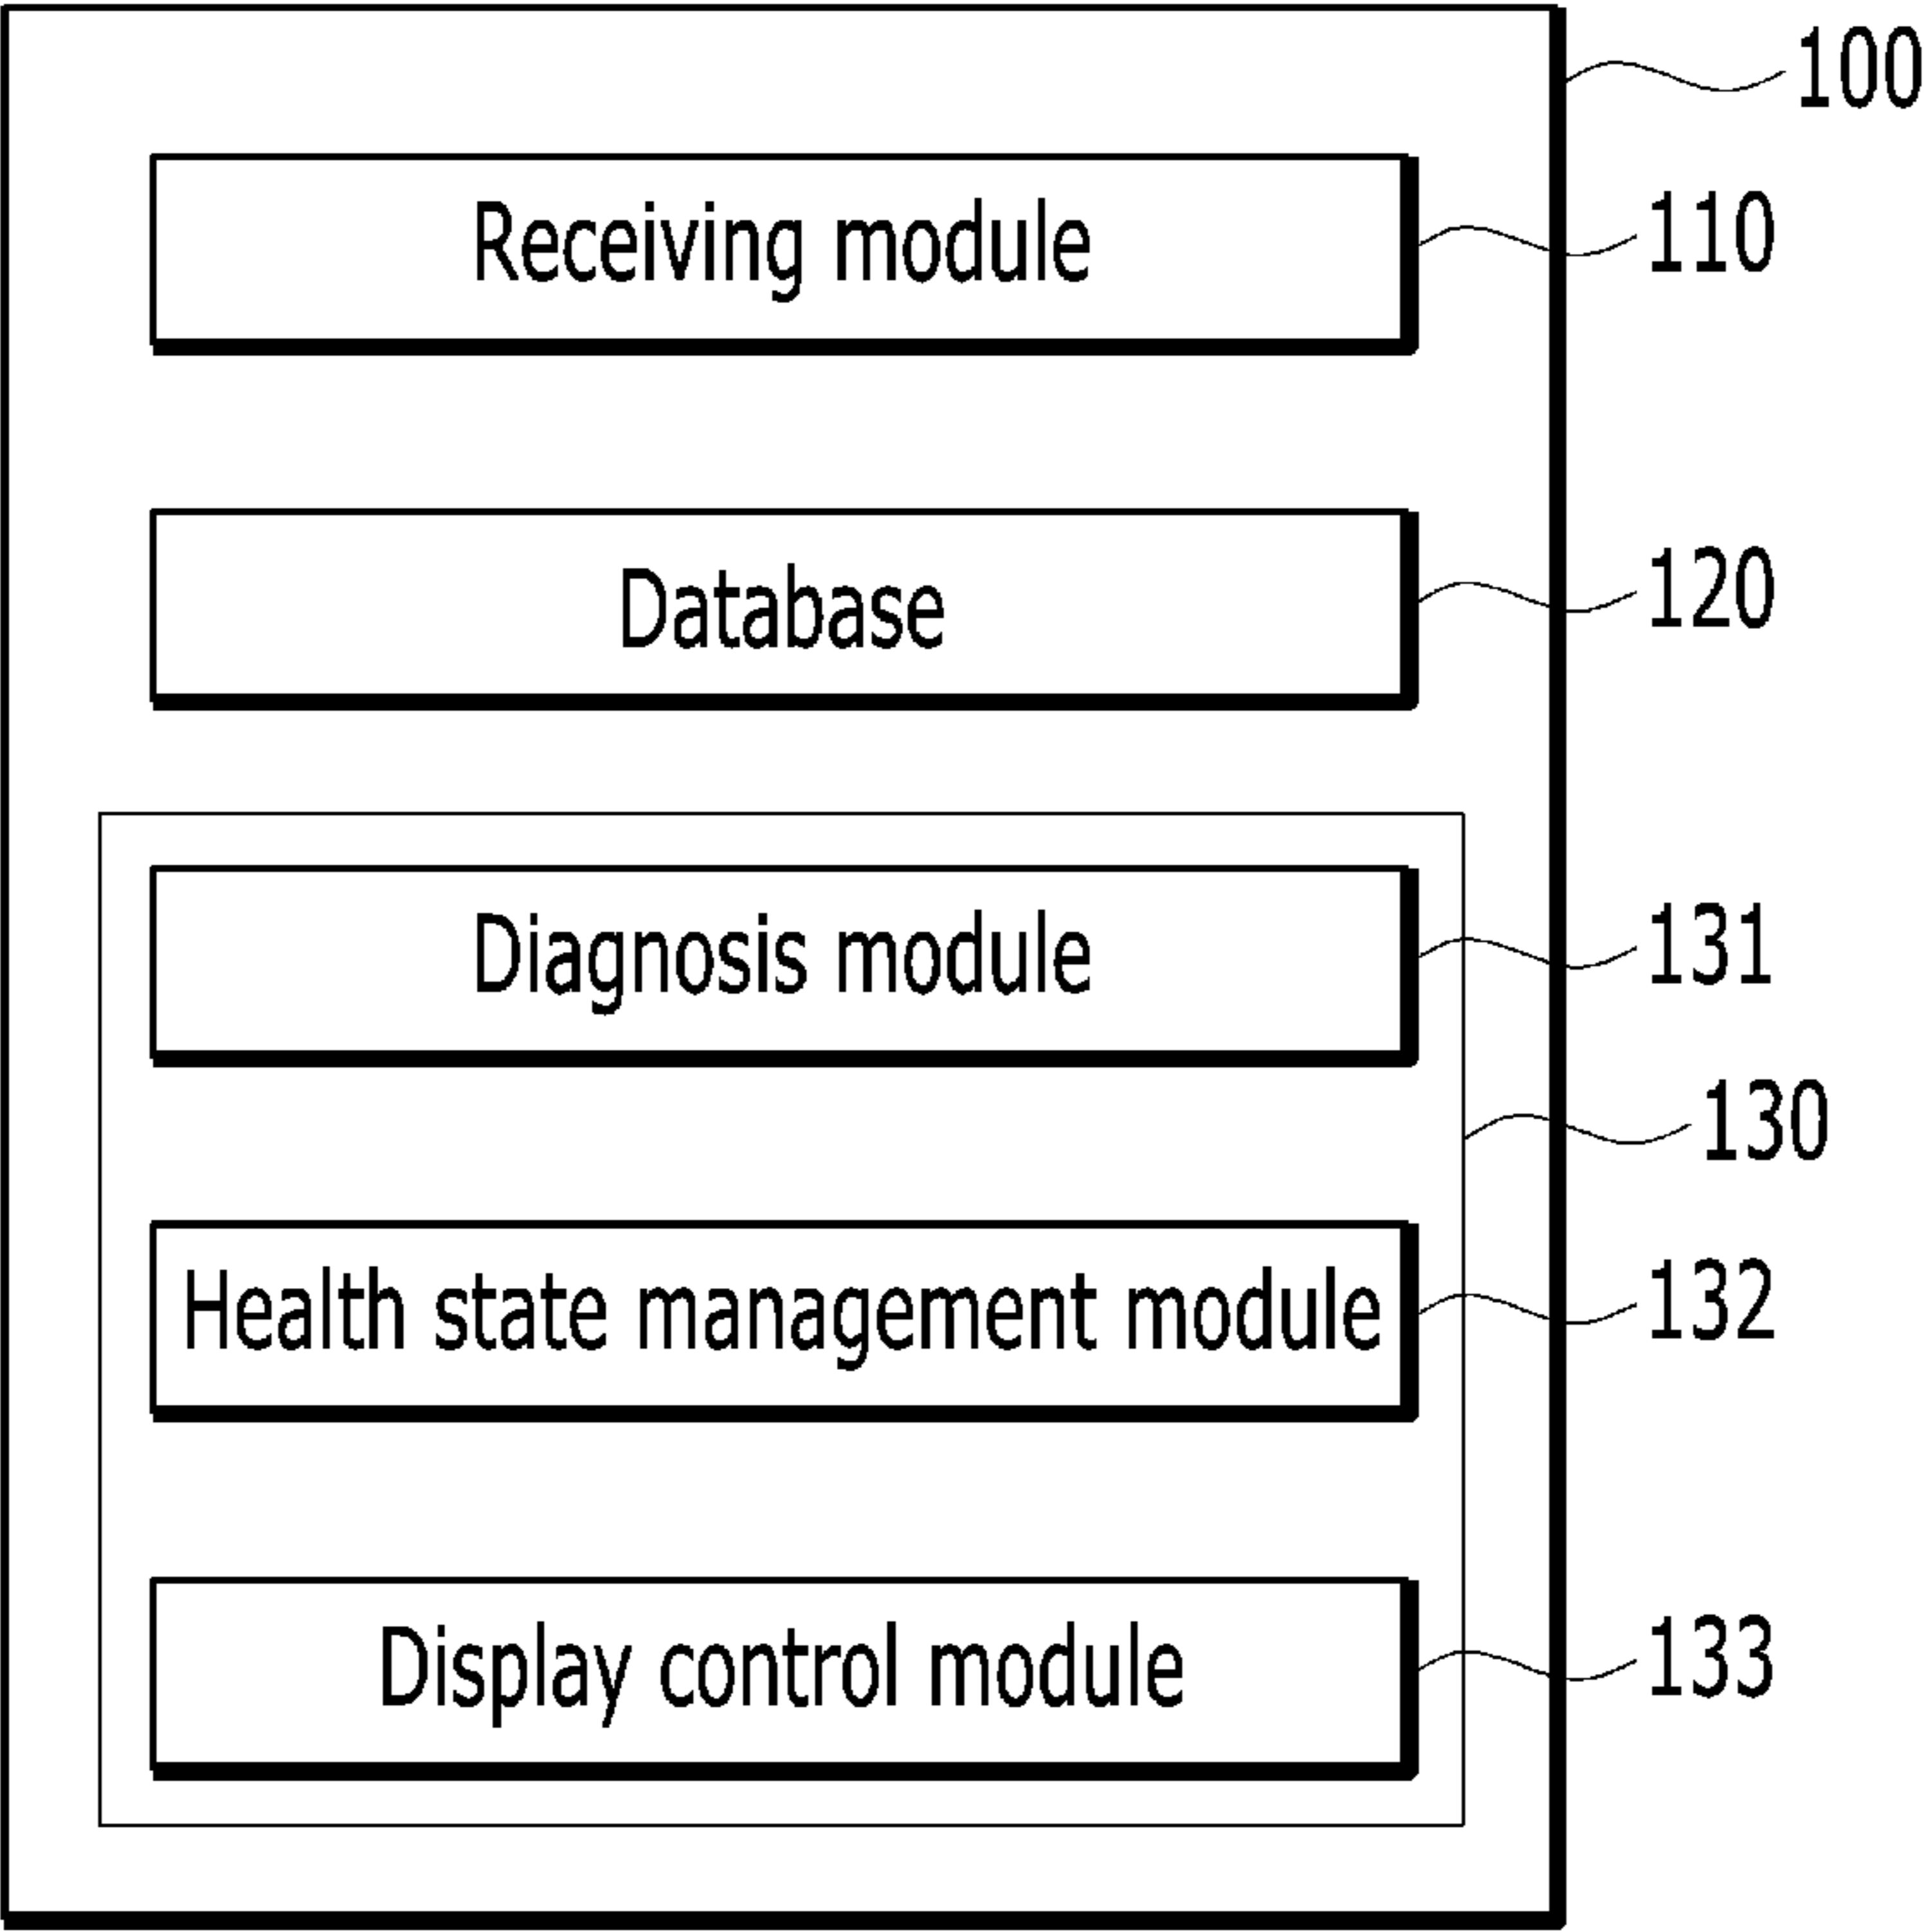 100
Receiving module 110
Database 120
Diagnosis module 131
130
Health state management module 132
Display control module 133